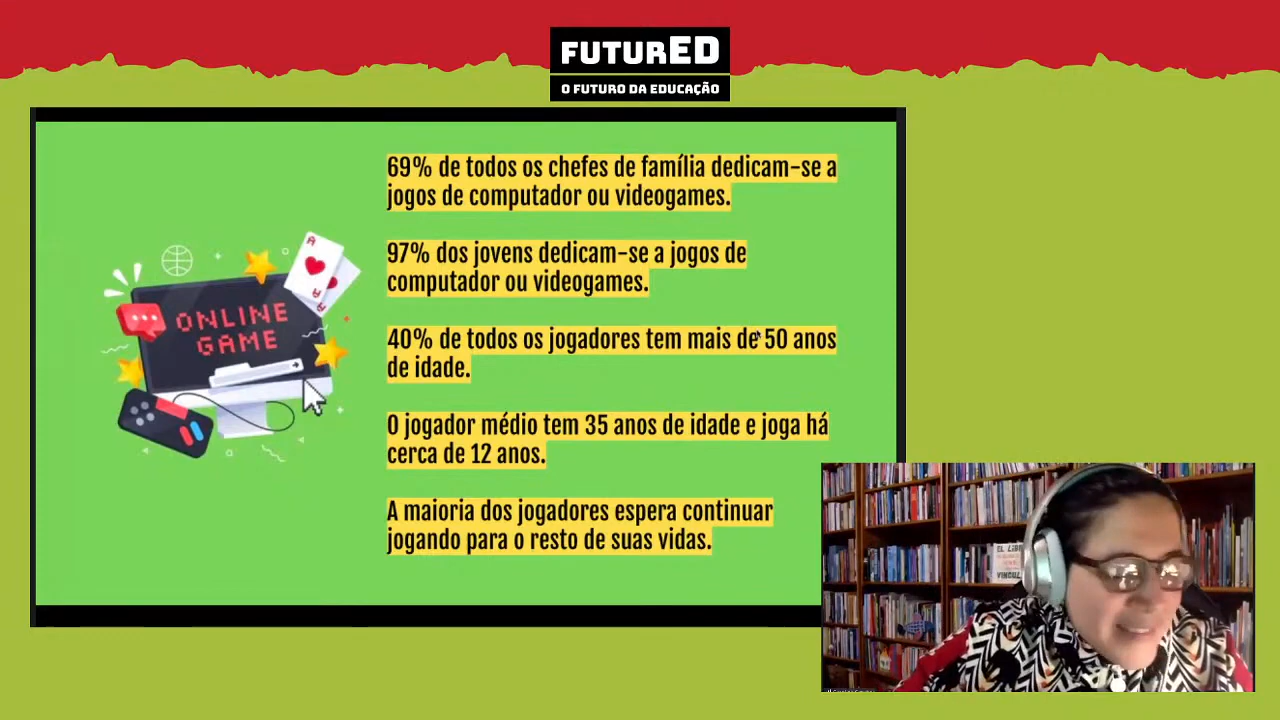 FUTURED
O FUTURO DA EDUCAÇÃO
69% de todos os chefes de família dedicam-se a
jogos de computador ou videogames.
97% dos jovens dedicam-se a jogos de
computador ou videogames.
40% de todos os jogadores tem mais de 50 anos
de idade.
O jogador médio tem 35 anos de idade e joga há
cerca de 12 anos.
A maioria dos jogadores espera continuar
jogando para o resto de suas vidas.
A
A
A
ONLINE
GAME
EL LIBR
VINCUL